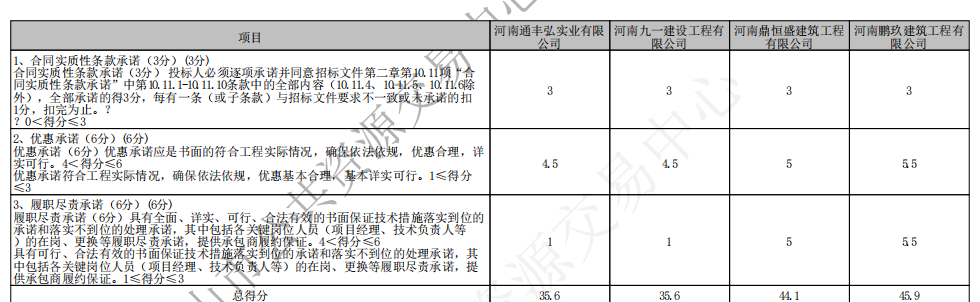 项目 河南通丰弘实业有限公司 河南九一建设工程有限公司 河南鼎恒盛建筑工程有限公司 河南鹏玖建筑工程有限公司
1、合同实质性条款承诺（3分）(3分)
合同实质性条款承诺（3分） 投标人必须逐项承诺并同意招标文件第二章第10.11项“合
同实质性条款承诺”中第10.11.1-10.11.10条款中的全部内容（10.11.4、10.11.5、10.11.6除
外），全部承诺的得3分，每有一条（或子条款）与招标文件要求不一致或未承诺的扣
1分，扣完为止。?
? 0＜得分≤3
3 3 3 3
2、优惠承诺（6分）(6分)
优惠承诺（6分）优惠承诺应是书面的符合工程实际情况，确保依法依规，优惠合理，详
实可行。4＜得分≤6
优惠承诺符合工程实际情况，确保依法依规，优惠基本合理，基本详实可行。1≤得分
≤3
4.5 4.5 5 5.5
3、履职尽责承诺（6分）(6分)
履职尽责承诺（6分）具有全面、详实、可行、合法有效的书面保证技术措施落实到位的
承诺和落实不到位的处理承诺，其中包括各关键岗位人员（项目经理、技术负责人等
）的在岗、更换等履职尽责承诺，提供承包商履约保证。4＜得分≤6
具有可行、合法有效的书面保证技术措施落实到位的承诺和落实不到位的处理承诺，其
中包括各关键岗位人员（项目经理、技术负责人等）的在岗、更换等履职尽责承诺，提
供承包商履约保证。1≤得分≤3
1 1 5 5.5
总得分 35.6 35.6 44.1 45.9
山市公共资源交易中心
源交易中心